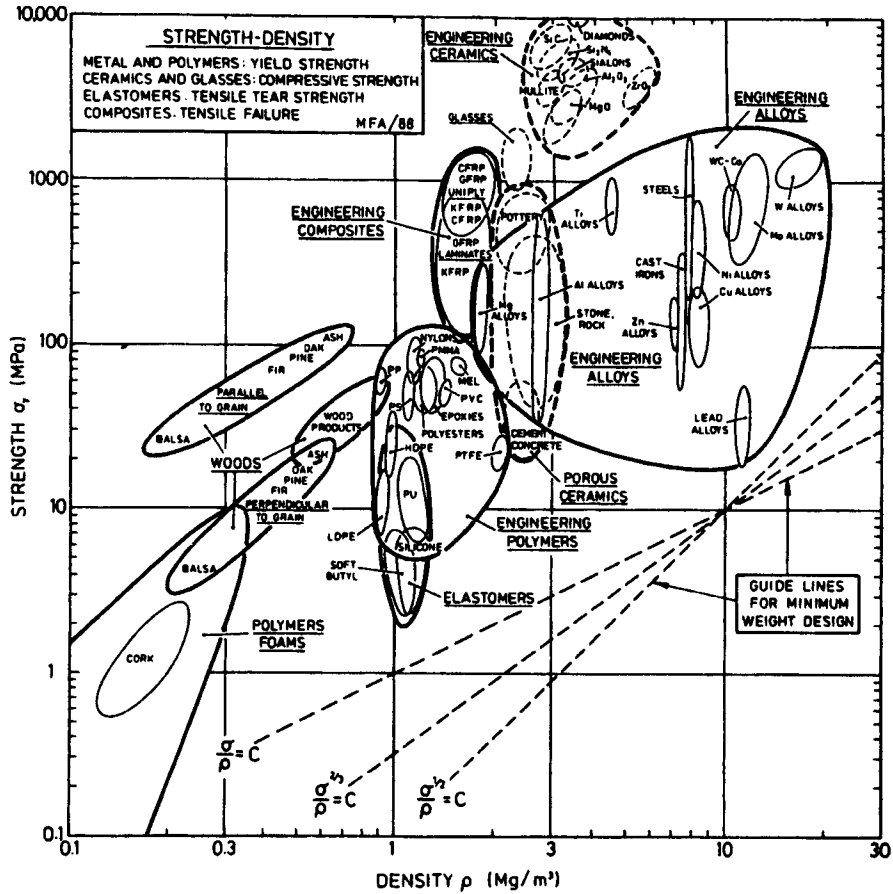 10,000
1000
100
10
1
0.1
STRENGTH σ, (MPa)
STRENGTH-DENSITY
METAL AND POLYMERS: YIELD STRENGTH
CERAMICS AND GLASSES: COMPRESSIVE STRENGTH
ELASTOMERS. TENSILE TEAR STRENGTH
COMPOSITES. TENSILE FAILURE
MFA/88
ENGINEERING
CERAMICS
SiC
DIAMONDS
Si₃N₄
SIALONS
Al₂O₃
MULLITE
MgO
ZrO
GLASSES
ENGINEERING
ALLOYS
CFRP
GFRP
UNIPLY
KFRP
CFRP
GFRP
LAMINATES
KFRP
ENGINEERING
COMPOSITES
POTTERY
Ti
ALLOYS
STEELS
WC-Co
W ALLOYS
Mo ALLOYS
CAST
IRONS
Ni ALLOYS
Cu ALLOYS
Mg
ALLOYS
Al ALLOYS
STONE,
ROCK
Zn
ALLOYS
ENGINEERING
ALLOYS
LEAD
ALLOYS
ASH
OAK
PINE
FIR
PARALLEL
TO GRAIN
BALSA
WOODS
WOOD
PRODUCTS
ASH
OAK
PINE
FIR
PERPENDICULAR
TO GRAIN
BALSA
NYLONS
PMMA
PP
MEL
PVC
PS
EPOXIES
POLYESTERS
HDPE
PTFE
CEMENT
CONCRETE
POROUS
CERAMICS
PU
LDPE
SILICONE
ENGINEERING
POLYMERS
SOFT
BUTYL
ELASTOMERS
POLYMERS
FOAMS
CORK
GUIDE LINES
FOR MINIMUM
WEIGHT DESIGN
σ/ρ = C
σ^2/3/ρ = C
σ^1/2/ρ = C
0.1
0.3
1
3
10
30
DENSITY ρ (Mg/m³)